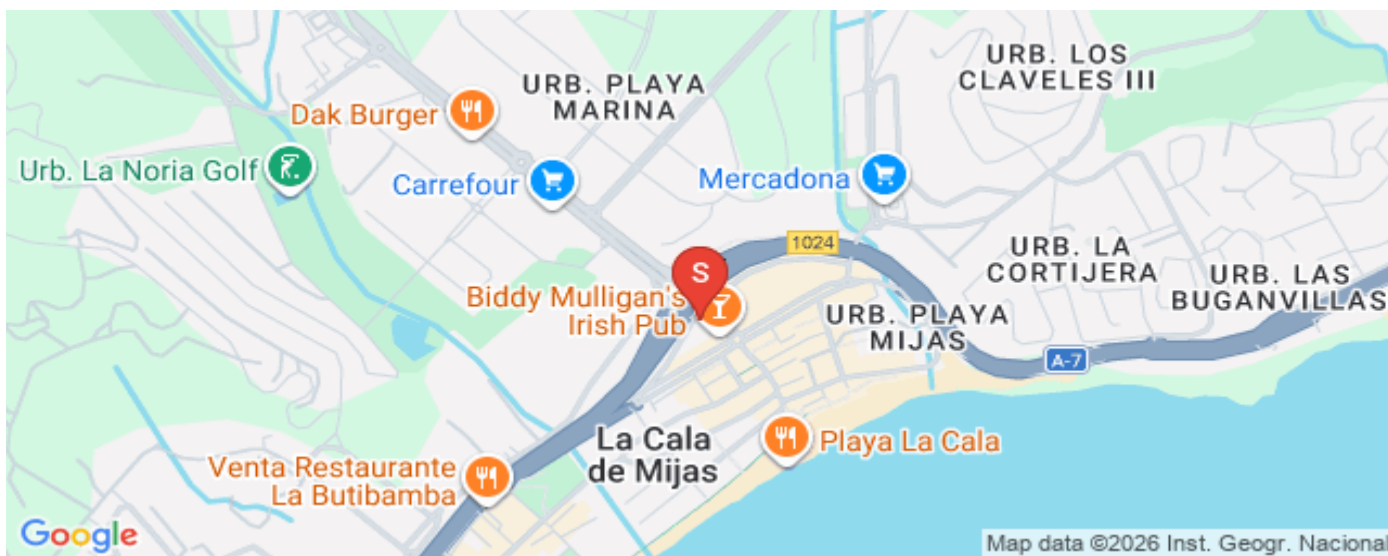 URB. LOS
CLAVELES III
URB. PLAYA
MARINA
Dak Burger
Urb. La Noria Golf
Carrefour
Mercadona
1024
S
URB. LA
CORTIJERA
URB. LAS
BUGANVILLAS
Biddy Mulligan's
Irish Pub
URB. PLAYA
MIJAS
A-7
La Cala
de Mijas
Playa La Cala
Venta Restaurante
La Butibamba
Google
Map data ©2026 Inst. Geogr. Nacional